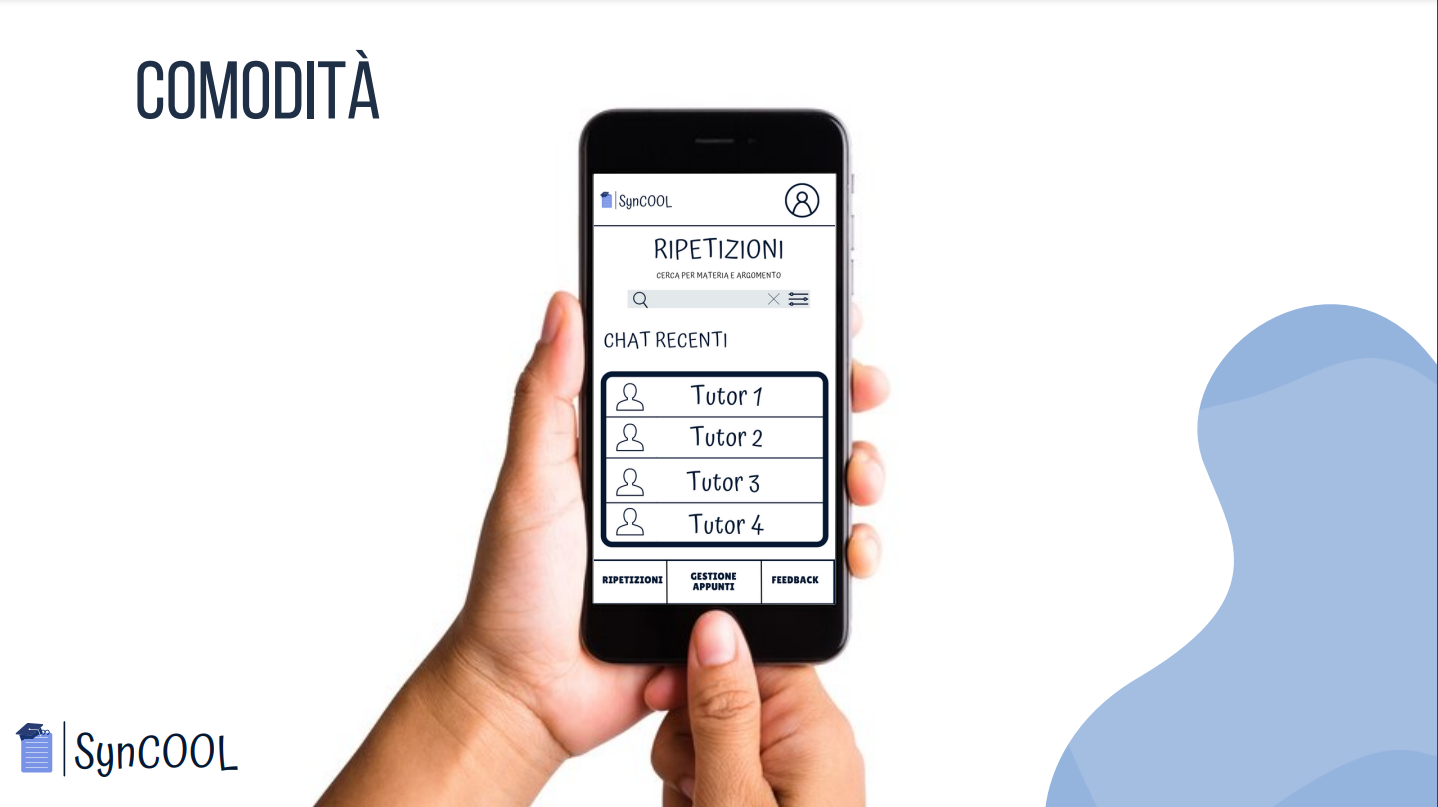 COMODITÀ
SynCOOL
RIPETIZIONI
CERCA PER MATERIA E ARGOMENTO
CHAT RECENTI
Tutor 1
Tutor 2
Tutor 3
Tutor 4
RIPETIZIONI
GESTIONE
APPUNTI
FEEDBACK
SynCOOL